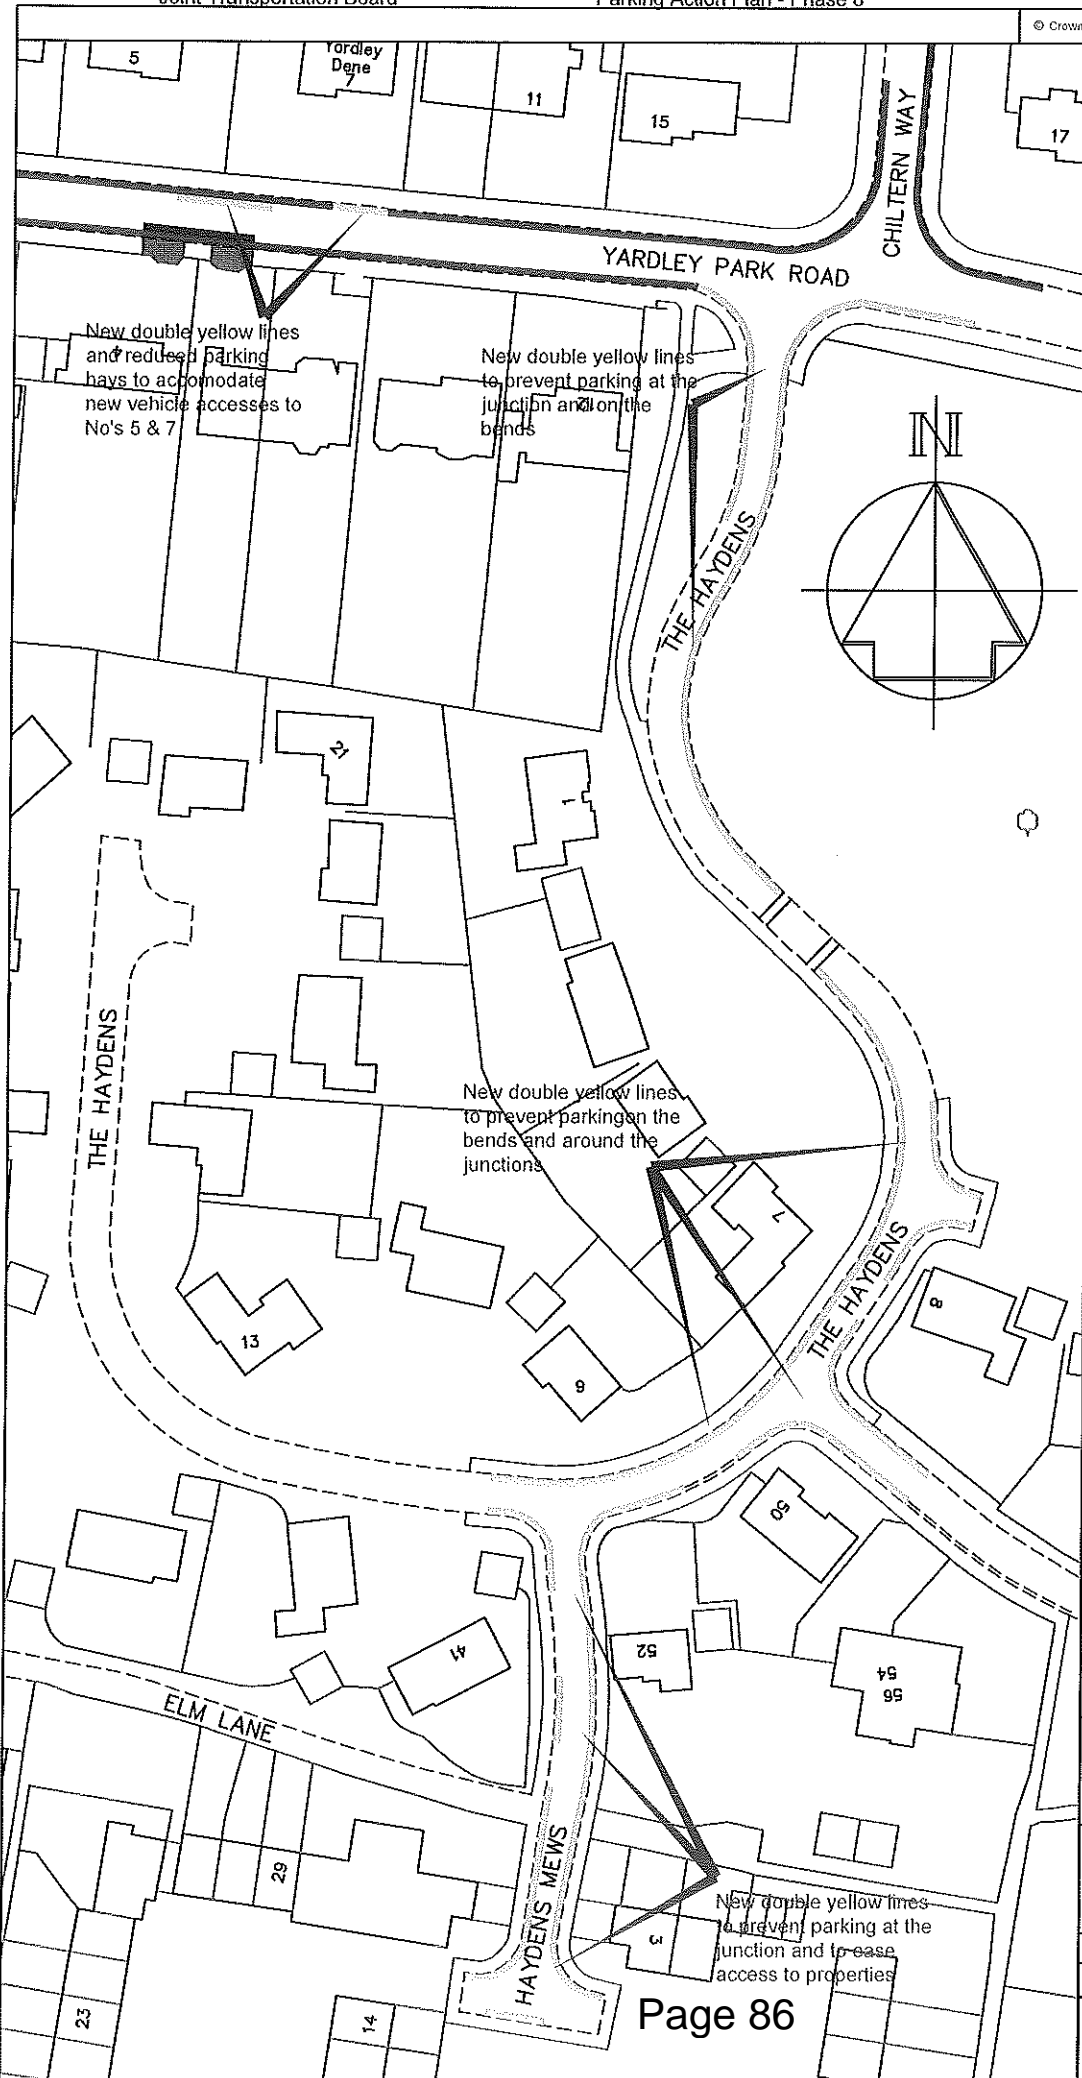 Joint Transportation Board Parking Action Plan - Phase 8
© Crown
5
Yordley
Dene
7
11
15
17
CHILTERN WAY
YARDLEY PARK ROAD
New double yellow lines
and redused parking
hays to accomodate
new vehicle accesses to
No's 5 & 7
4
New double yellow lines
to prevent parking at the
junction and on the
bends
12
N
THE HAYDENS
21
1
THE HAYDENS
New double yellow lines
to prevent parkingon the
bends and around the
junctions
7
THE HAYDENS
8
13
9
50
52
54
56
41
ELM LANE
29
HAYDENS MEWS
3
New double yellow lines
to prevent parking at the
junction and to ease
access to properties
23
14
Page 86